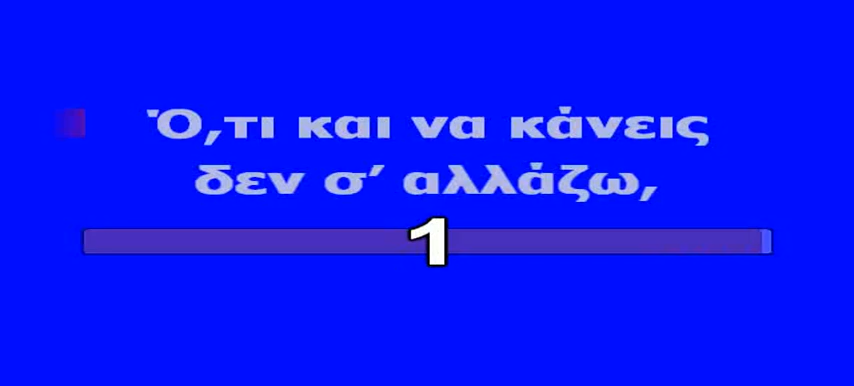 Ό,τι και να κάνεις
δεν σ’ αλλάζω,
1